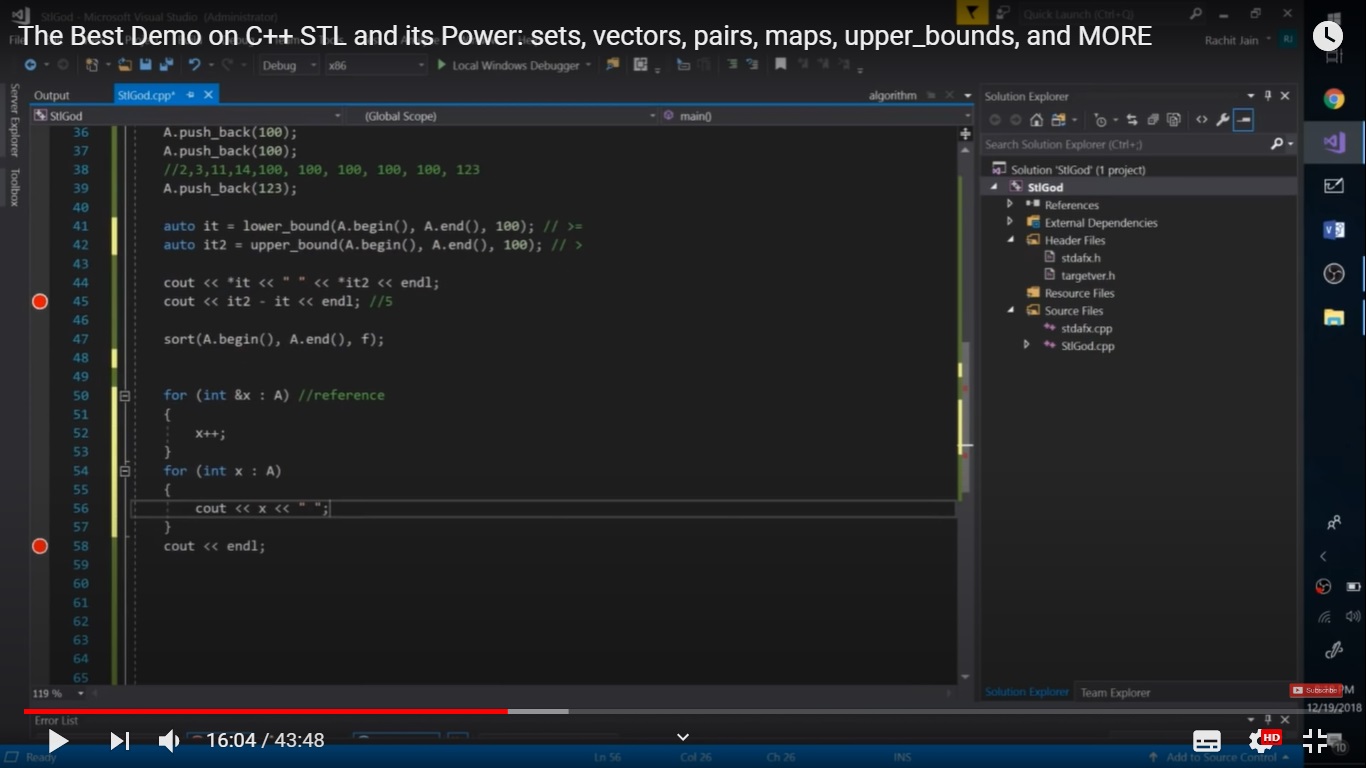 StlGod - Microsoft Visual Studio (Administrator)
Quick Launch (Ctrl+Q)
The Best Demo on C++ STL and its Power: sets, vectors, pairs, maps, upper_bounds, and MORE
Rachit Jain
RJ
Debug
x86
Local Windows Debugger
Server Explorer
Toolbox
Output
StlGod.cpp*
algorithm
StlGod
(Global Scope)
main()
36 A.push_back(100);
37 A.push_back(100);
38 //2,3,11,14,100, 100, 100, 100, 100, 123
39 A.push_back(123);
40
41 auto it = lower_bound(A.begin(), A.end(), 100); // >=
42 auto it2 = upper_bound(A.begin(), A.end(), 100); // >
43
44 cout << *it << " " << *it2 << endl;
45 cout << it2 - it << endl; //5
46
47 sort(A.begin(), A.end(), f);
48
49
50 for (int &x : A) //reference
51 {
52 x++;
53 }
54 for (int x : A)
55 {
56 cout << x << " ";
57 }
58 cout << endl;
59
60
61
62
63
64
65
119 %
Solution Explorer
Search Solution Explorer (Ctrl+;)
Solution 'StlGod' (1 project)
StlGod
References
External Dependencies
Header Files
stdafx.h
targetver.h
Resource Files
Source Files
stdafx.cpp
StlGod.cpp
Solution Explorer
Team Explorer
Subscribe
PM
12/19/2018
Error List
16:04 / 43:48
HD
10
Ready
Ln 56
Col 26
Ch 26
INS
Add to Source Control